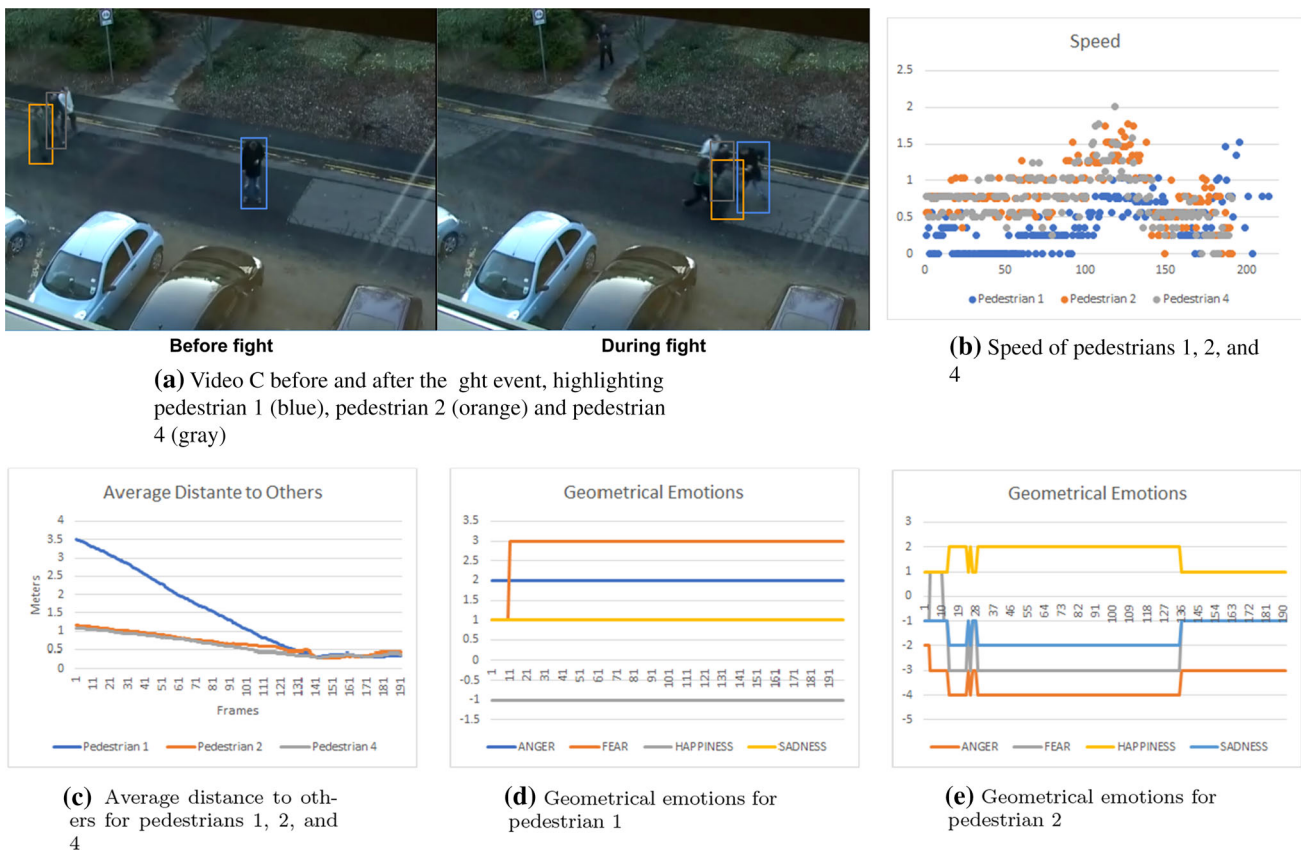 Before fight
During fight
(a) Video C before and after the ght event, highlighting
pedestrian 1 (blue), pedestrian 2 (orange) and pedestrian
4 (gray)
Speed
2.5
2
1.5
1
0.5
0
0 50 100 150 200
Pedestrian 1 Pedestrian 2 Pedestrian 4
(b) Speed of pedestrians 1, 2, and
4
Average Distante to Others
4
3.5
3
2.5
2
1.5
1
0.5
0
Meters
1 11 21 31 41 51 61 71 81 91 101 111 121 131 141 151 161 171 181 191
Frames
Pedestrian 1 Pedestrian 2 Pedestrian 4
(c) Average distance to oth-
ers for pedestrians 1, 2, and
4
Geometrical Emotions
3.5
3
2.5
2
1.5
1
0.5
0
-0.5
-1
-1.5
1 11 21 31 41 51 61 71 81 91 101 111 121 131 141 151 161 171 181 191
ANGER FEAR HAPPINESS SADNESS
(d) Geometrical emotions for
pedestrian 1
Geometrical Emotions
3
2
1
0
-1
-2
-3
-4
-5
1 10 19 28 37 46 55 64 73 82 91 100 109 118 127 136 145 154 163 172 181 190
ANGER FEAR HAPPINESS SADNESS
(e) Geometrical emotions for
pedestrian 2